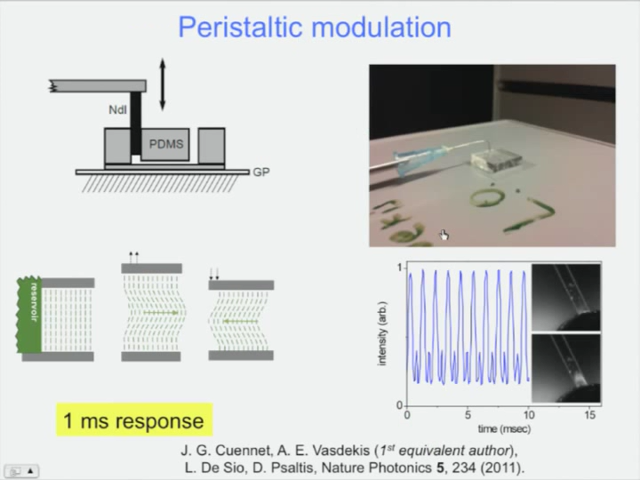 Peristaltic modulation
Ndl
PDMS
GP
reservoir
1 ms response
1
intensity (arb.)
0
0 5 10 15
time (msec)
J. G. Cuennet, A. E. Vasdekis (1st equivalent author),
L. De Sio, D. Psaltis, Nature Photonics 5, 234 (2011).